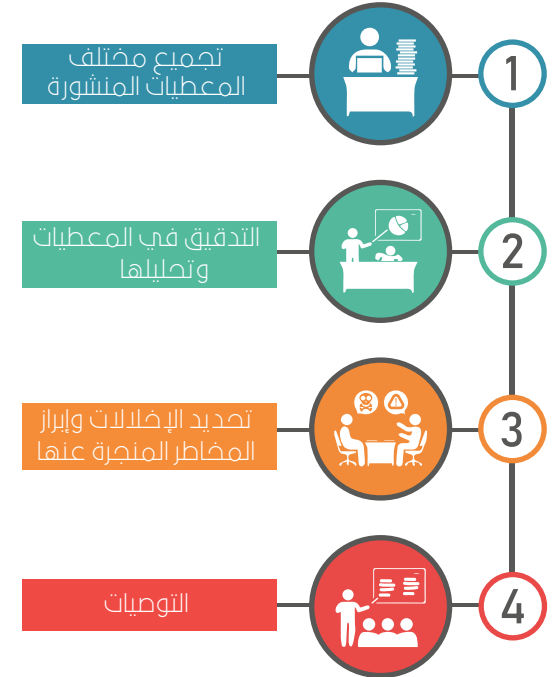 1
تجميع مختلف
المعطيات المنشورة
2
التدقيق في المعطيات
وتحليلها
3
تحديد الإخلالات وإبراز
المخاطر المنجرة عنها
4
التوصيات